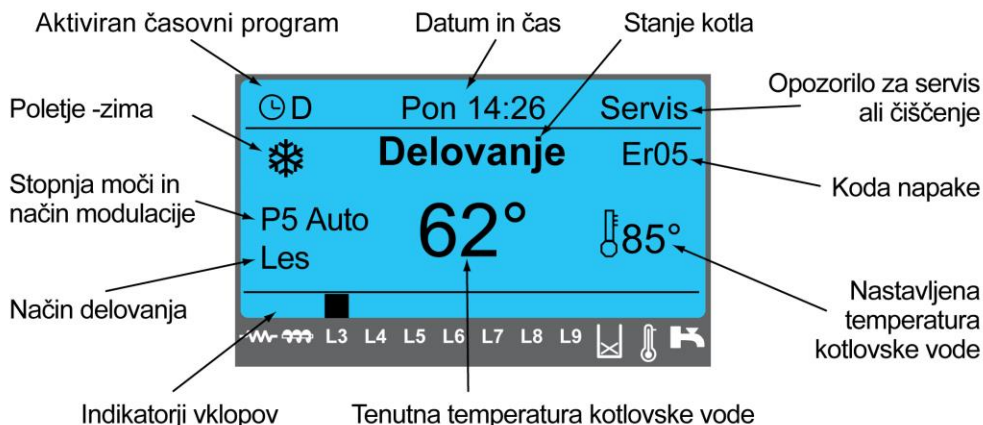 Aktiviran časovni program
Datum in čas
Stanje kotla
Opozorilo za servis
ali čiščenje
Poletje -zima
D
Pon 14:26
Servis
Delovanje
Er05
Koda napake
Stopnja moči in
način modulacije
P5 Auto
62°
85°
Les
Način delovanja
Nastavljena
temperatura
kotlovske vode
L3 L4 L5 L6 L7 L8 L9
Indikatorji vklopov
Tenutna temperatura kotlovske vode